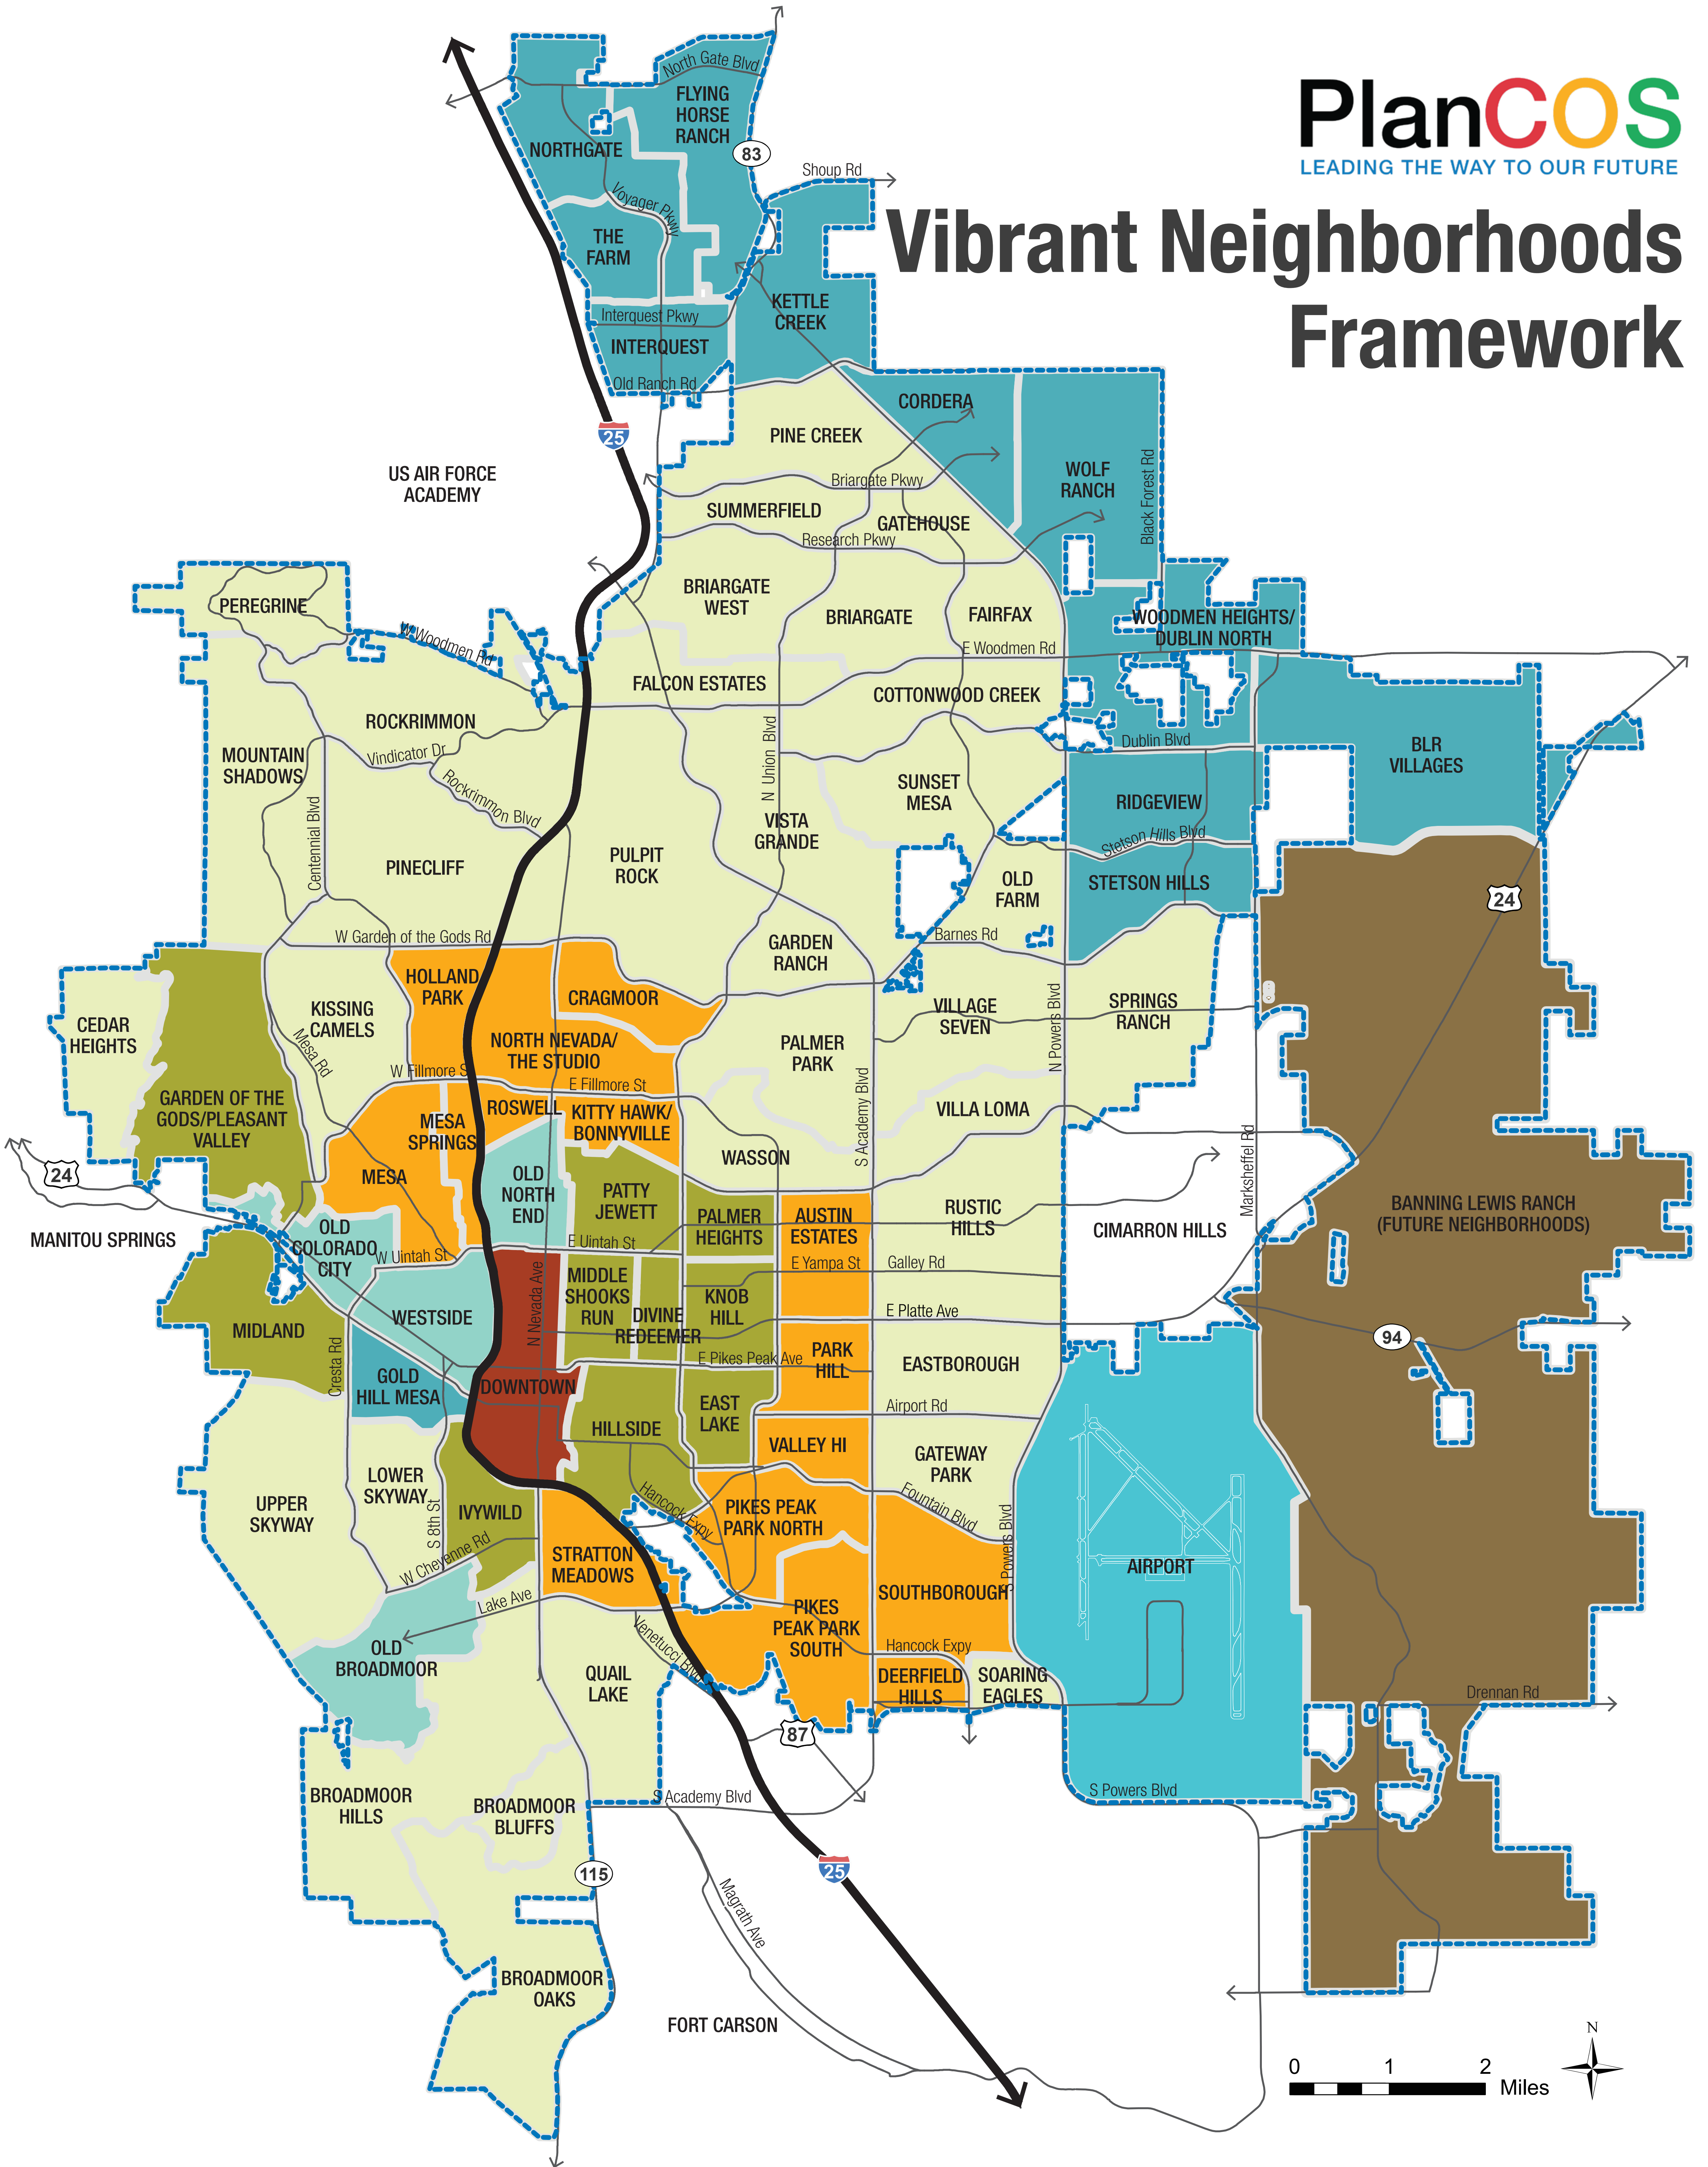 PlanCOS
LEADING THE WAY TO OUR FUTURE
Vibrant Neighborhoods
Framework
North Gate Blvd
FLYING
HORSE
RANCH
83
NORTHGATE
Shoup Rd
Voyager Pkwy
THE
FARM
KETTLE
CREEK
Interquest Pkwy
INTERQUEST
Old Ranch Rd
CORDERA
25
PINE CREEK
US AIR FORCE
ACADEMY
WOLF
RANCH
Black Forest Rd
Briargate Pkwy
SUMMERFIELD
GATEHOUSE
Research Pkwy
BRIARGATE
WEST
BRIARGATE
FAIRFAX
PEREGRINE
W Woodmen Rd
WOODMEN HEIGHTS/
DUBLIN NORTH
E Woodmen Rd
FALCON ESTATES
COTTONWOOD CREEK
ROCKRIMMON
MOUNTAIN
SHADOWS
Vindicator Dr
Rockrimmon Blvd
N Union Blvd
Dublin Blvd
BLR
VILLAGES
SUNSET
MESA
RIDGEVIEW
VISTA
GRANDE
Stetson Hills Blvd
Centennial Blvd
PINECLIFF
PULPIT
ROCK
OLD
FARM
STETSON HILLS
24
W Garden of the Gods Rd
Barnes Rd
GARDEN
RANCH
HOLLAND
PARK
CRAGMOOR
KISSING
CAMELS
CEDAR
HEIGHTS
VILLAGE
SEVEN
N Powers Blvd
SPRINGS
RANCH
Mesa Rd
NORTH NEVADA/
THE STUDIO
PALMER
PARK
W Fillmore St
E Fillmore St
S Academy Blvd
GARDEN OF THE
GODS/PLEASANT
VALLEY
ROSWELL
KITTY HAWK/
BONNYVILLE
MESA
SPRINGS
VILLA LOMA
WASSON
Marksheffel Rd
24
MESA
OLD
NORTH
END
PATTY
JEWETT
PALMER
HEIGHTS
AUSTIN
ESTATES
RUSTIC
HILLS
BANNING LEWIS RANCH
(FUTURE NEIGHBORHOODS)
CIMARRON HILLS
MANITOU SPRINGS
OLD
COLORADO
CITY
W Uintah St
E Uintah St
E Yampa St
Galley Rd
N Nevada Ave
MIDDLE
SHOOKS
RUN
DIVINE
REDEEMER
KNOB
HILL
WESTSIDE
E Platte Ave
MIDLAND
94
Cresta Rd
E Pikes Peak Ave
PARK
HILL
EASTBOROUGH
GOLD
HILL MESA
DOWNTOWN
EAST
LAKE
Airport Rd
HILLSIDE
VALLEY HI
GATEWAY
PARK
LOWER
SKYWAY
UPPER
SKYWAY
S 8th St
IVYWILD
Hancock Expy
PIKES PEAK
PARK NORTH
Fountain Blvd
S Powers Blvd
W Cheyenne Rd
STRATTON
MEADOWS
SOUTHBOROUGH
AIRPORT
Lake Ave
Venetucci Blvd
PIKES
PEAK PARK
SOUTH
OLD
BROADMOOR
Hancock Expy
QUAIL
LAKE
DEERFIELD
HILLS
SOARING
EAGLES
Drennan Rd
87
S Academy Blvd
S Powers Blvd
BROADMOOR
HILLS
BROADMOOR
BLUFFS
25
115
Magrath Ave
BROADMOOR
OAKS
FORT CARSON
N
0 1 2
Miles